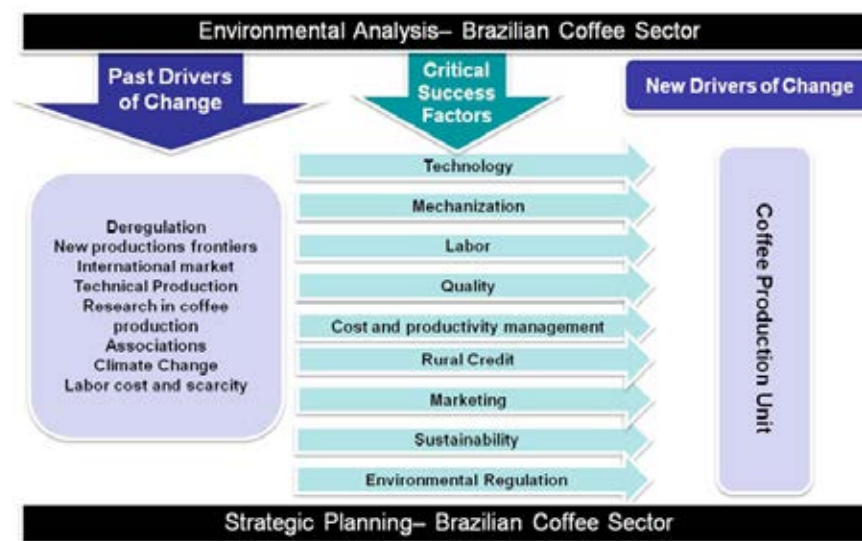 Environmental Analysis– Brazilian Coffee Sector
Past Drivers
of Change
Critical
Success
Factors
New Drivers of Change
Deregulation
New productions frontiers
International market
Technical Production
Research in coffee
production
Associations
Climate Change
Labor cost and scarcity
Technology
Mechanization
Labor
Quality
Cost and productivity management
Rural Credit
Marketing
Sustainability
Environmental Regulation
Coffee Production Unit
Strategic Planning– Brazilian Coffee Sector